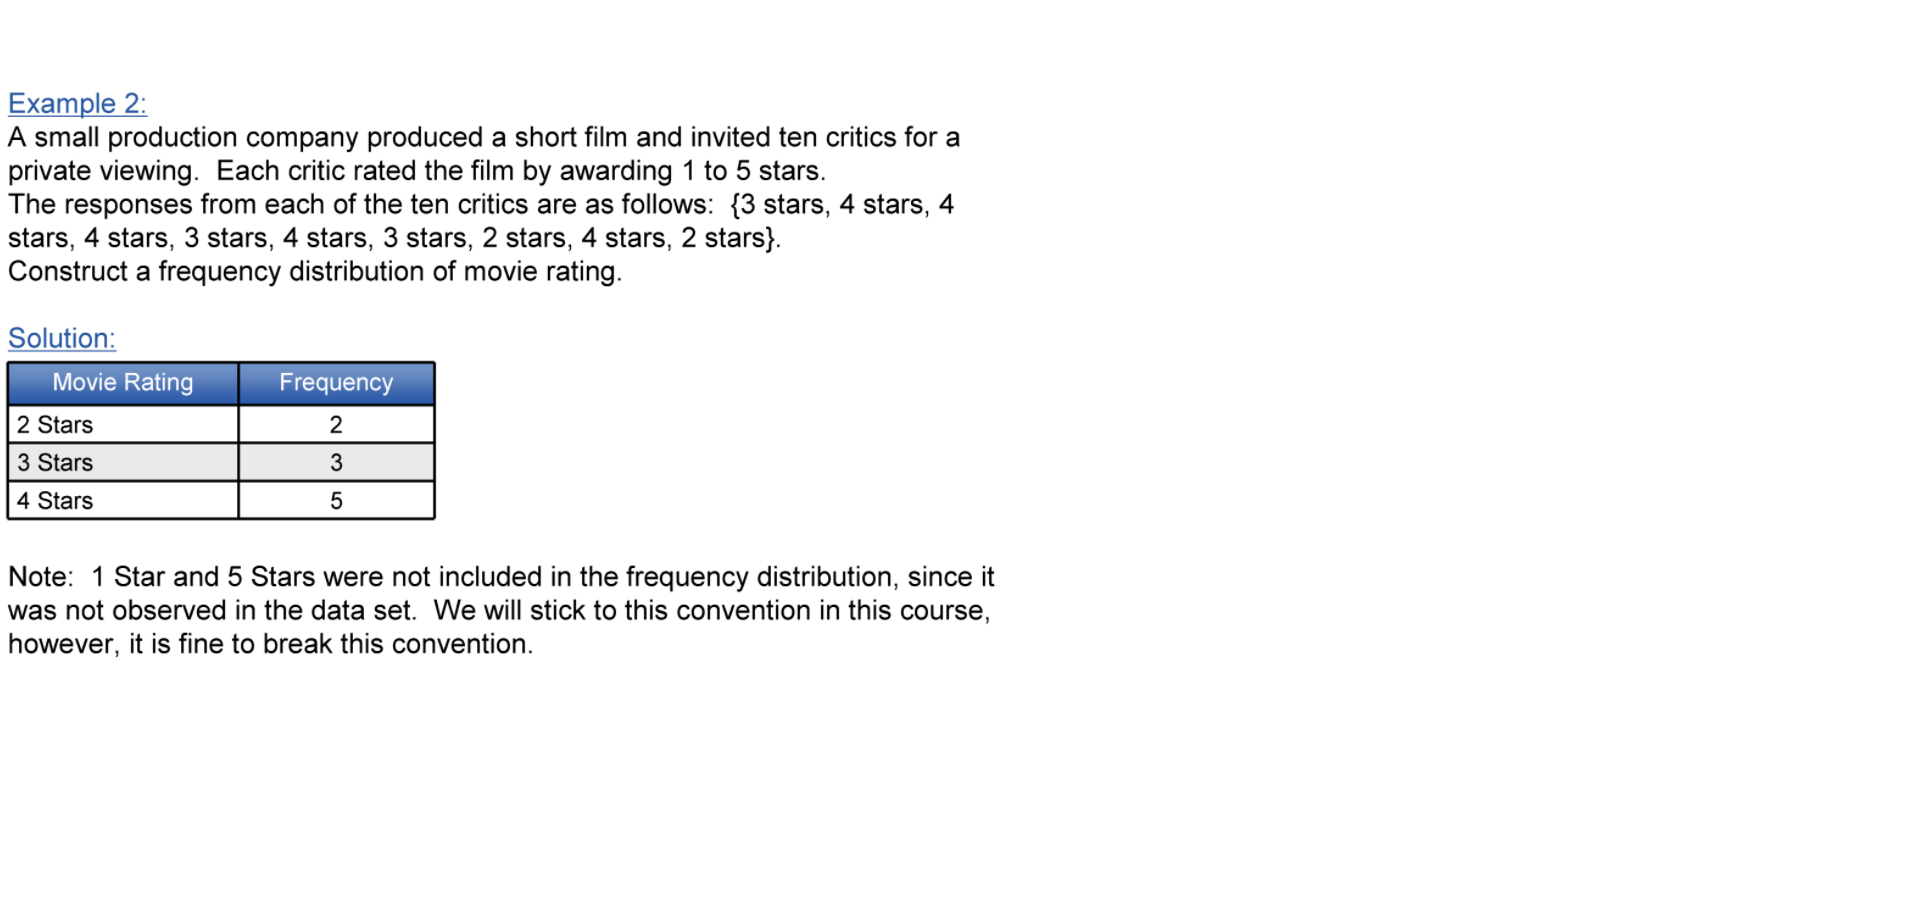 Example 2:
A small production company produced a short film and invited ten critics for a
private viewing.  Each critic rated the film by awarding 1 to 5 stars.
The responses from each of the ten critics are as follows:  {3 stars, 4 stars, 4
stars, 4 stars, 3 stars, 4 stars, 3 stars, 2 stars, 4 stars, 2 stars}.
Construct a frequency distribution of movie rating.
Solution:
Movie Rating Frequency
2 Stars 2
3 Stars 3
4 Stars 5
Note:  1 Star and 5 Stars were not included in the frequency distribution, since it
was not observed in the data set.  We will stick to this convention in this course,
however, it is fine to break this convention.